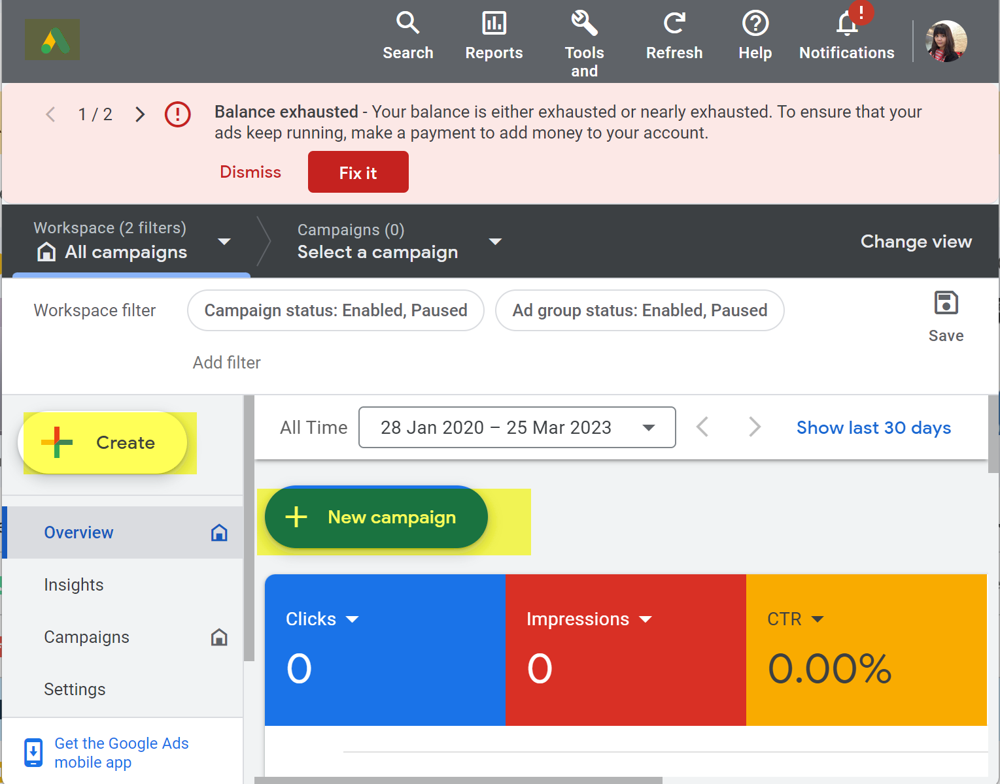 Search
Reports
Tools
and
Refresh
Help
Notifications
1 / 2
Balance exhausted - Your balance is either exhausted or nearly exhausted. To ensure that your
ads keep running, make a payment to add money to your account.
Dismiss
Fix it
Workspace (2 filters)
All campaigns
Campaigns (0)
Select a campaign
Change view
Workspace filter
Campaign status: Enabled, Paused
Ad group status: Enabled, Paused
Save
Add filter
Create
All Time
28 Jan 2020 – 25 Mar 2023
Show last 30 days
New campaign
Overview
Insights
Campaigns
Settings
Get the Google Ads
mobile app
Clicks
0
Impressions
0
CTR
0.00%